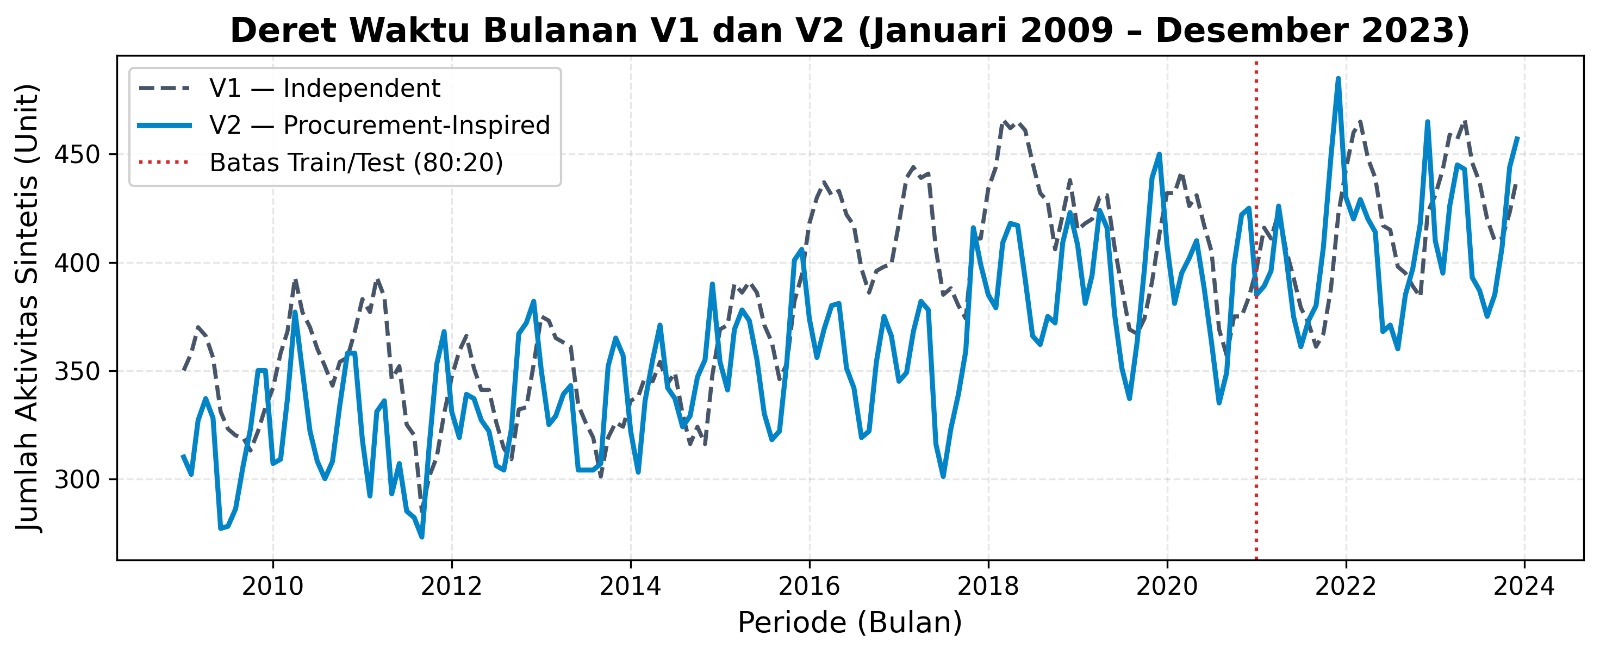 Deret Waktu Bulanan V1 dan V2 (Januari 2009 – Desember 2023)
V1 — Independent
V2 — Procurement-Inspired
Batas Train/Test (80:20)
Jumlah Aktivitas Sintetis (Unit)
450
400
350
300
2010 2012 2014 2016 2018 2020 2022 2024
Periode (Bulan)